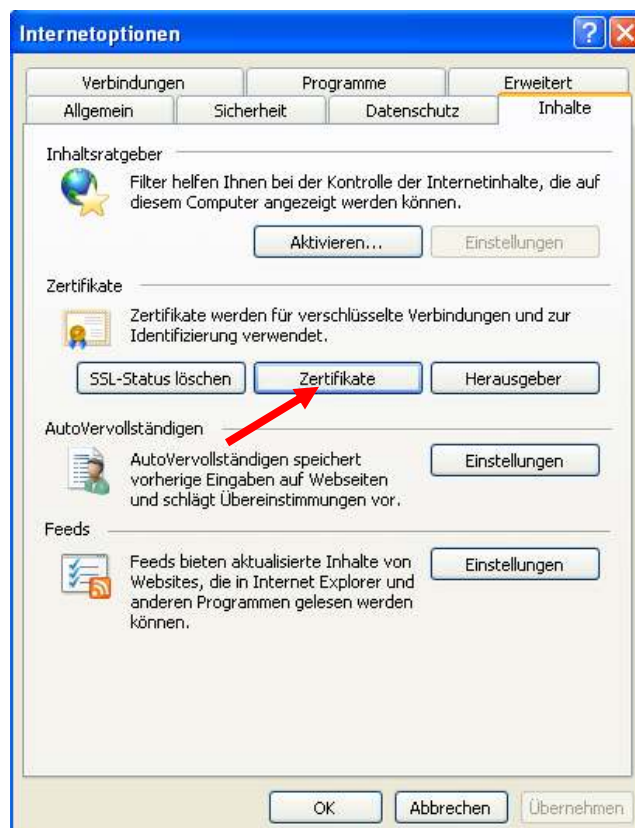 Internetoptionen
Verbindungen Programme Erweitert
Allgemein Sicherheit Datenschutz Inhalte
Inhaltsratgeber
Filter helfen Ihnen bei der Kontrolle der Internetinhalte, die auf
diesem Computer angezeigt werden können.
Aktivieren... Einstellungen
Zertifikate
Zertifikate werden für verschlüsselte Verbindungen und zur
Identifizierung verwendet.
SSL-Status löschen Zertifikate Herausgeber
AutoVervollständigen
AutoVervollständigen speichert
vorherige Eingaben auf Webseiten
und schlägt Übereinstimmungen vor.
Einstellungen
Feeds
Feeds bieten aktualisierte Inhalte von
Websites, die in Internet Explorer und
anderen Programmen gelesen werden
können.
Einstellungen
OK Abbrechen Übernehmen